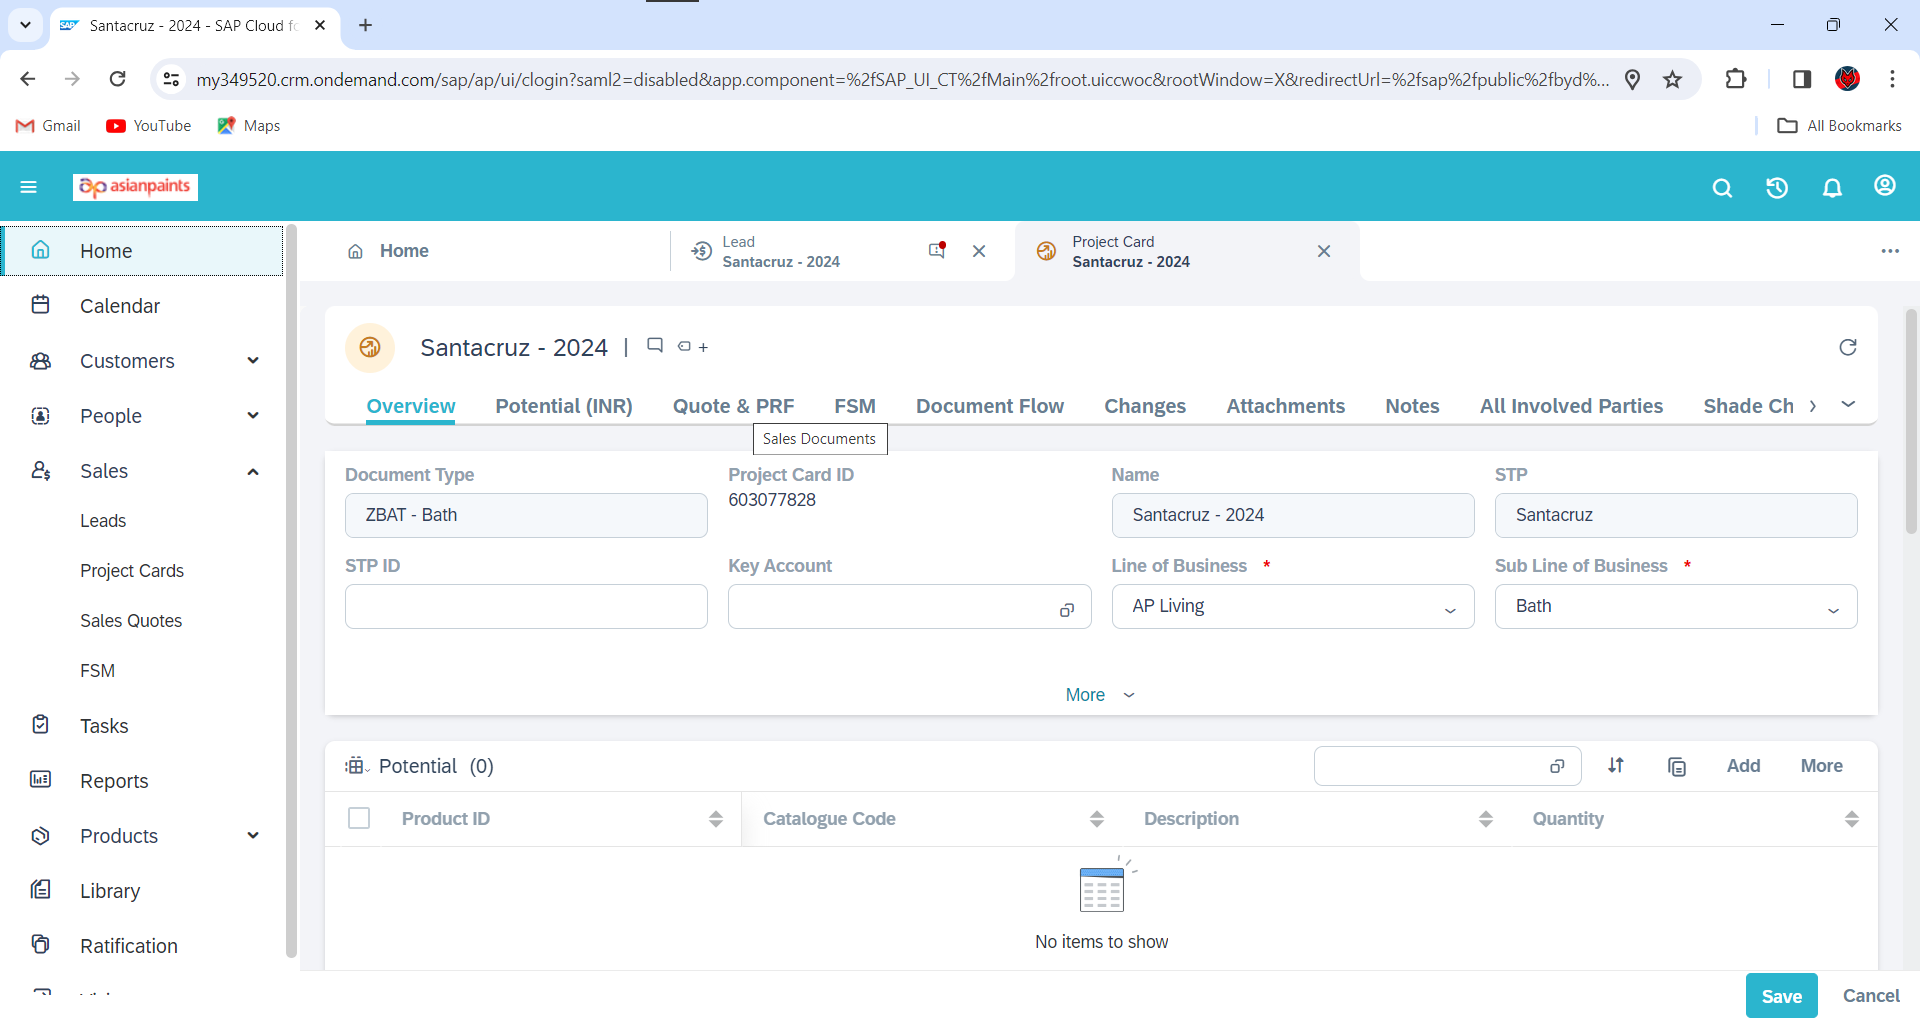 Santacruz - 2024 - SAP Cloud fo
my349520.crm.ondemand.com/sap/ap/ui/clogin?saml2=disabled&app.component=%2fSAP_UI_CT%2fMain%2froot.uiccwoc&rootWindow=X&redirectUrl=%2fsap%2fpublic%2fbyd%...
Gmail
YouTube
Maps
All Bookmarks
asianpaints
Home
Calendar
Customers
People
Sales
Leads
Project Cards
Sales Quotes
FSM
Tasks
Reports
Products
Library
Ratification
Home
Lead
Santacruz - 2024
Project Card
Santacruz - 2024
Santacruz - 2024
Overview
Potential (INR)
Quote & PRF
FSM
Document Flow
Changes
Attachments
Notes
All Involved Parties
Shade Ch
Sales Documents
Document Type
ZBAT - Bath
Project Card ID
603077828
Name
Santacruz - 2024
STP
Santacruz
STP ID
Key Account
Line of Business *
AP Living
Sub Line of Business *
Bath
More
Potential (0)
Add
More
Product ID
Catalogue Code
Description
Quantity
No items to show
Save
Cancel